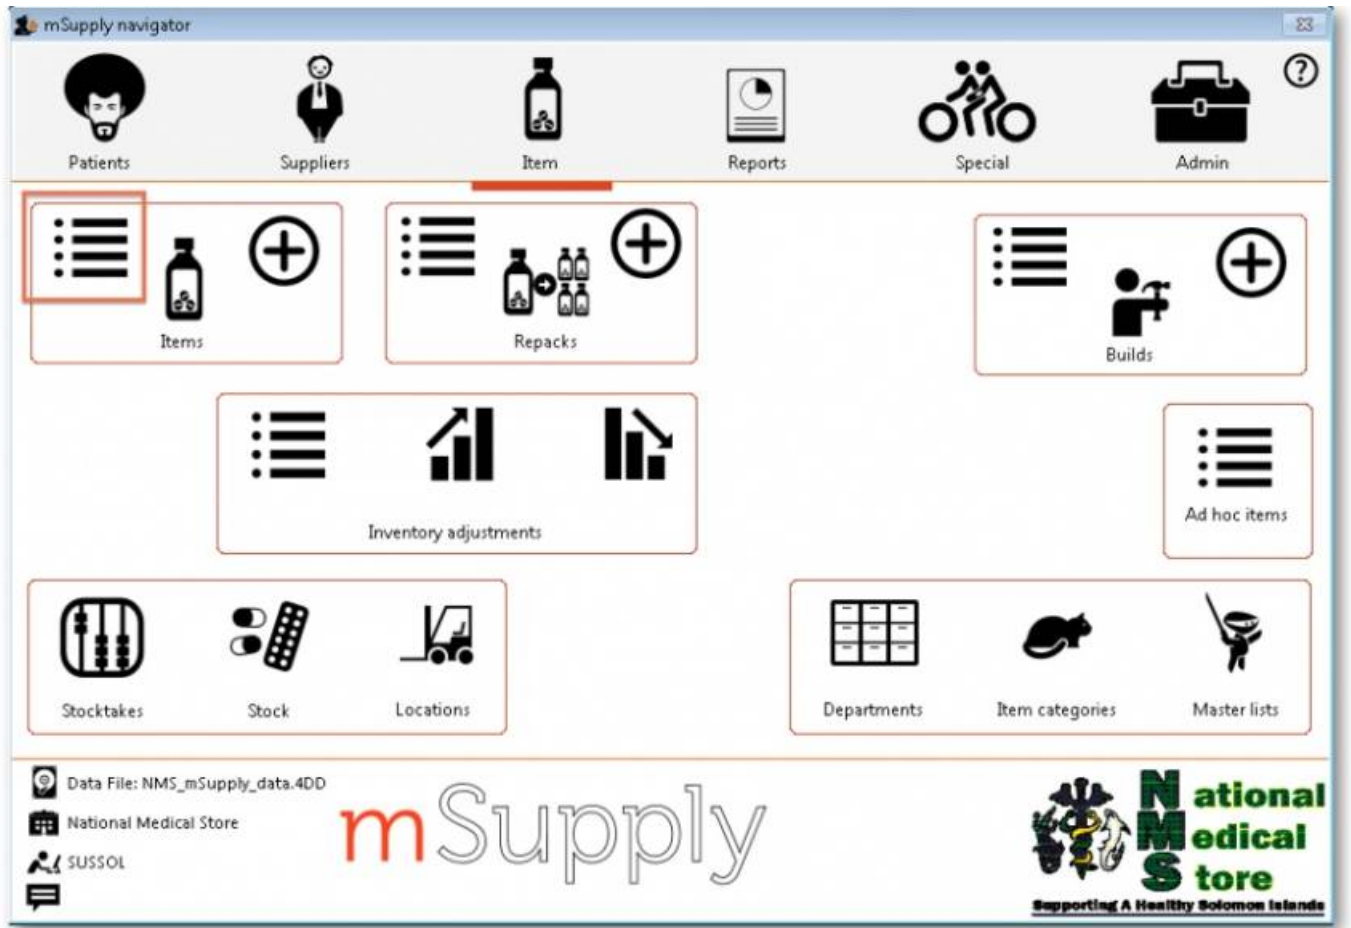 mSupply navigator
?
Patients
Suppliers
Item
Reports
Special
Admin
Items
Repacks
Builds
Inventory adjustments
Ad hoc items
Stocktakes
Stock
Locations
Departments
Item categories
Master lists
Data File: NMS_mSupply_data.4DD
National Medical Store
SUSSOL
mSupply
National
Medical
Store
Supporting A Healthy Solomon Islands